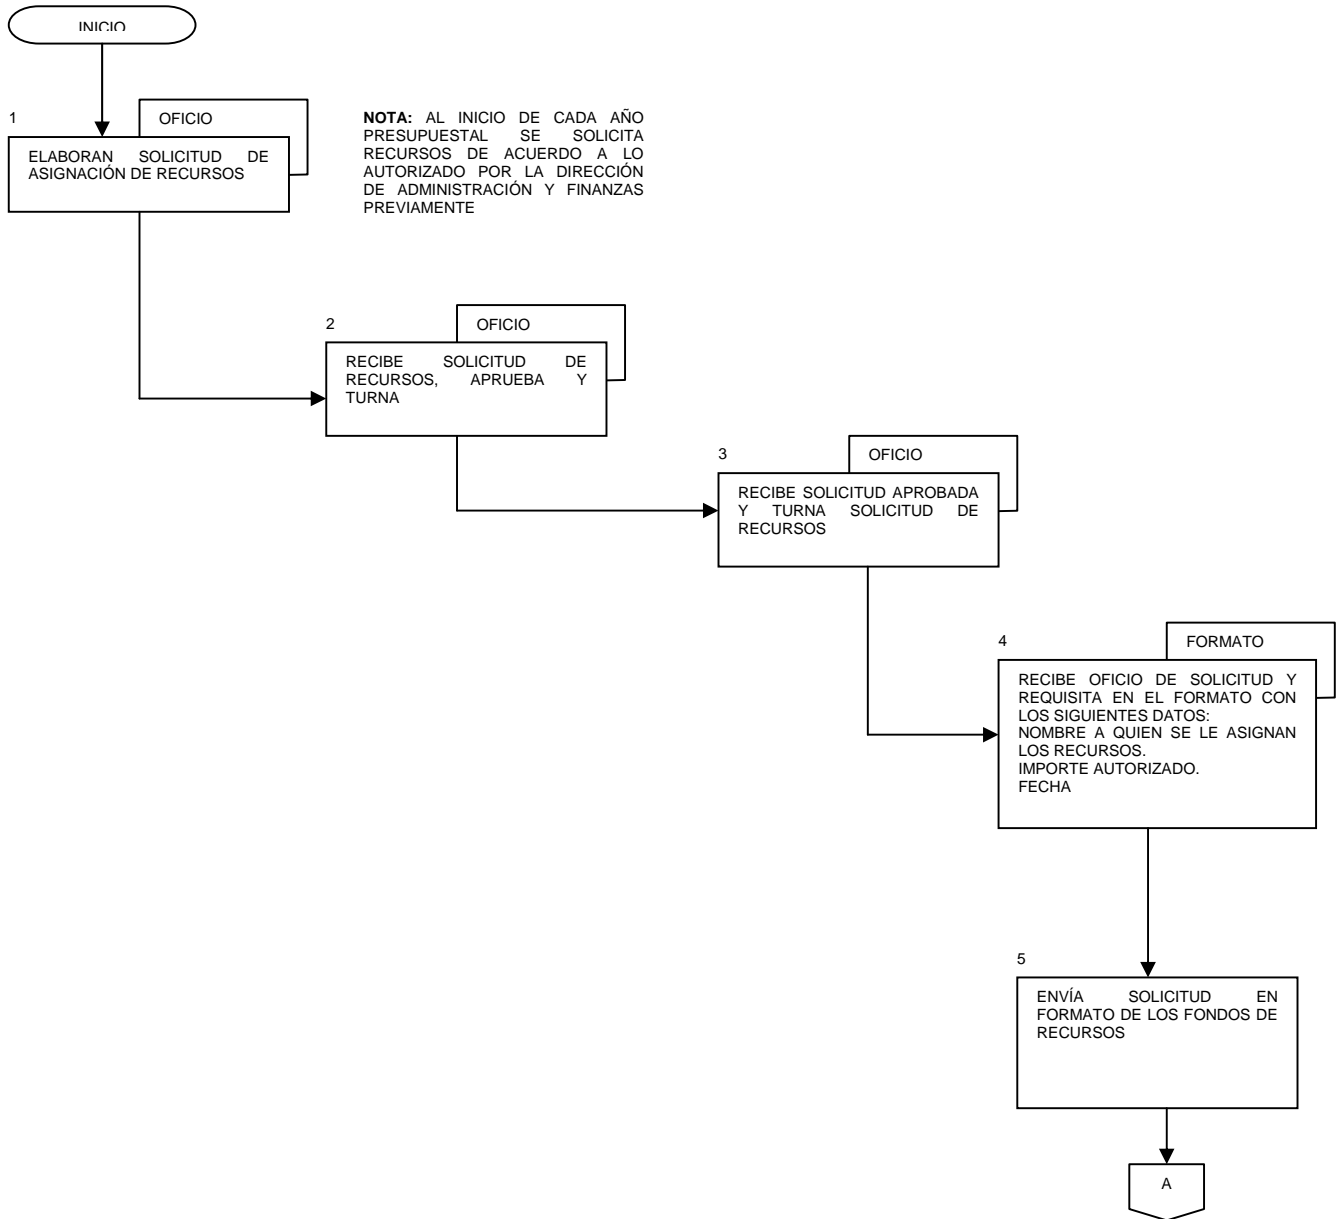 INICIO
1
OFICIO
ELABORAN SOLICITUD DE
ASIGNACIÓN DE RECURSOS
NOTA: AL INICIO DE CADA AÑO
PRESUPUESTAL SE SOLICITA
RECURSOS DE ACUERDO A LO
AUTORIZADO POR LA DIRECCIÓN
DE ADMINISTRACIÓN Y FINANZAS
PREVIAMENTE
2
OFICIO
RECIBE SOLICITUD DE
RECURSOS, APRUEBA Y
TURNA
3
OFICIO
RECIBE SOLICITUD APROBADA
Y TURNA SOLICITUD DE
RECURSOS
4
FORMATO
RECIBE OFICIO DE SOLICITUD Y
REQUISITA EN EL FORMATO CON
LOS SIGUIENTES DATOS:
NOMBRE A QUIEN SE LE ASIGNAN
LOS RECURSOS.
IMPORTE AUTORIZADO.
FECHA
5
ENVÍA SOLICITUD EN
FORMATO DE LOS FONDOS DE
RECURSOS
A